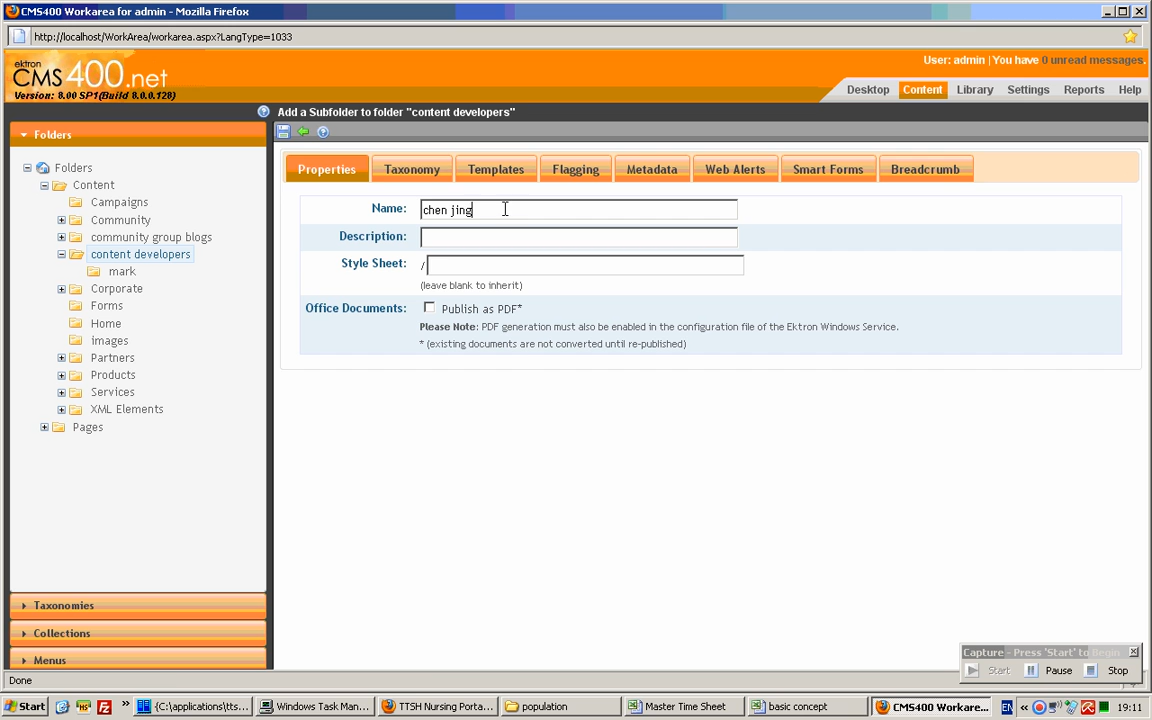 CMS400 Workarea for admin - Mozilla Firefox
http://localhost/WorkArea/workarea.aspx?LangType=1033
ektron
CMS400.net
Version: 8.00 SP1(Build 8.0.0.128)
User: admin | You have 0 unread messages.
Desktop Content Library Settings Reports Help
Add a Subfolder to folder "content developers"
Folders
Folders
Content
Campaigns
Community
community group blogs
content developers
mark
Corporate
Forms
Home
images
Partners
Products
Services
XML Elements
Pages
Taxonomies
Collections
Menus
Properties Taxonomy Templates Flagging Metadata Web Alerts Smart Forms Breadcrumb
Name: chen jing
Description:
Style Sheet: /
(leave blank to inherit)
Office Documents: Publish as PDF*
Please Note: PDF generation must also be enabled in the configuration file of the Ektron Windows Service.
* (existing documents are not converted until re-published)
Capture - Press 'Start' to Begin
Start Pause Stop
Done
Start {C:\applications\tts... Windows Task Man... TTSH Nursing Porta... population Master Time Sheet basic concept CMS400 Workare... EN 19:11